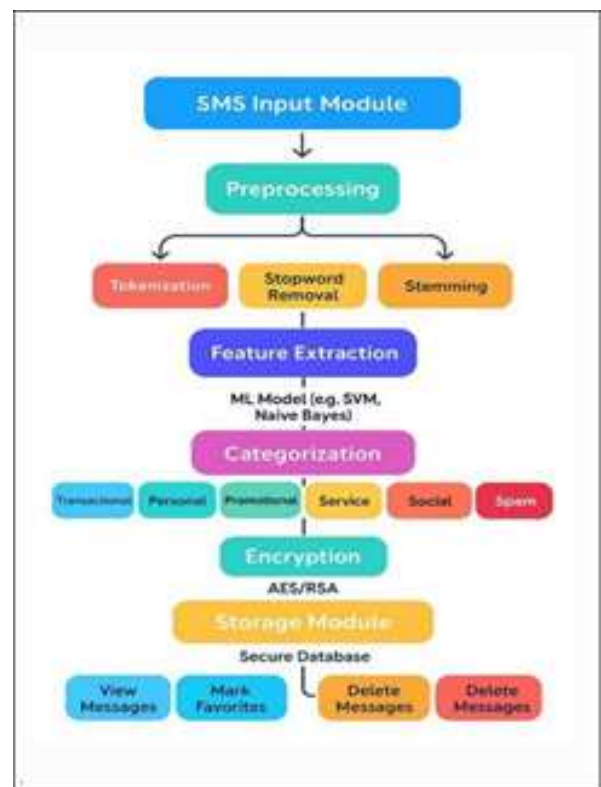 SMS Input Module
Preprocessing
Tokenization
Stopword
Removal
Stemming
Feature Extraction
ML Model (e.g. SVM,
Naive Bayes)
Categorization
Transactional
Personal
Promotional
Service
Social
Spam
Encryption
AES/RSA
Storage Module
Secure Database
View
Messages
Mark
Favorites
Delete
Messages
Delete
Messages